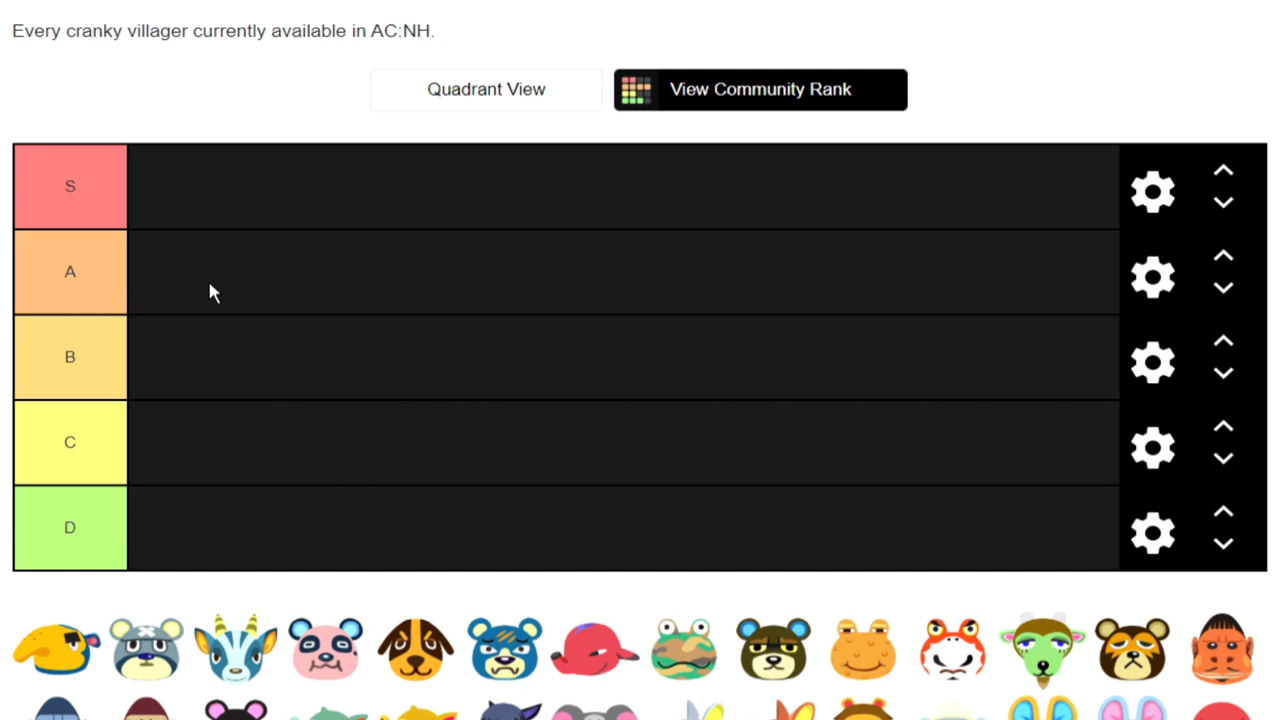 Every cranky villager currently available in AC:NH.
Quadrant View
View Community Rank
S
A
B
C
D